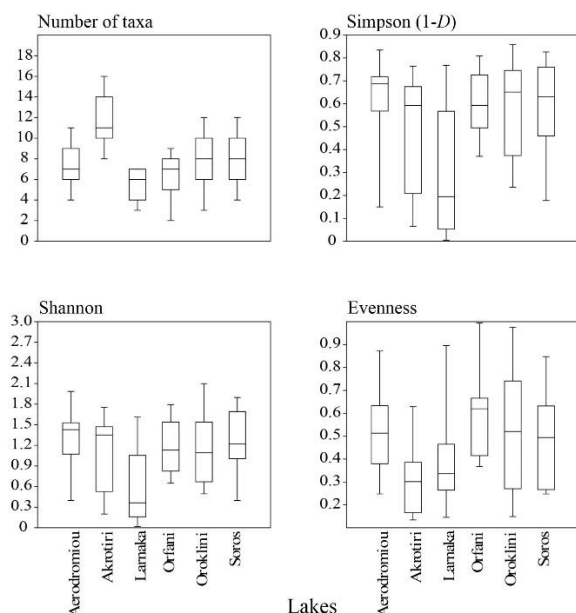 Number of taxa
18
16
14
12
10
8
6
4
2
0
Simpson (1-D)
0.9
0.8
0.7
0.6
0.5
0.4
0.3
0.2
0.1
0
Shannon
3.0
2.7
2.4
2.1
1.8
1.5
1.2
0.9
0.6
0.3
0
Aerodromiou
Akrotiri
Larnaka
Orfani
Oroklini
Soros
Evenness
0.9
0.8
0.7
0.6
0.5
0.4
0.3
0.2
Aerodromiou
Akrotiri
Larnaka
Orfani
Oroklini
Soros
Lakes